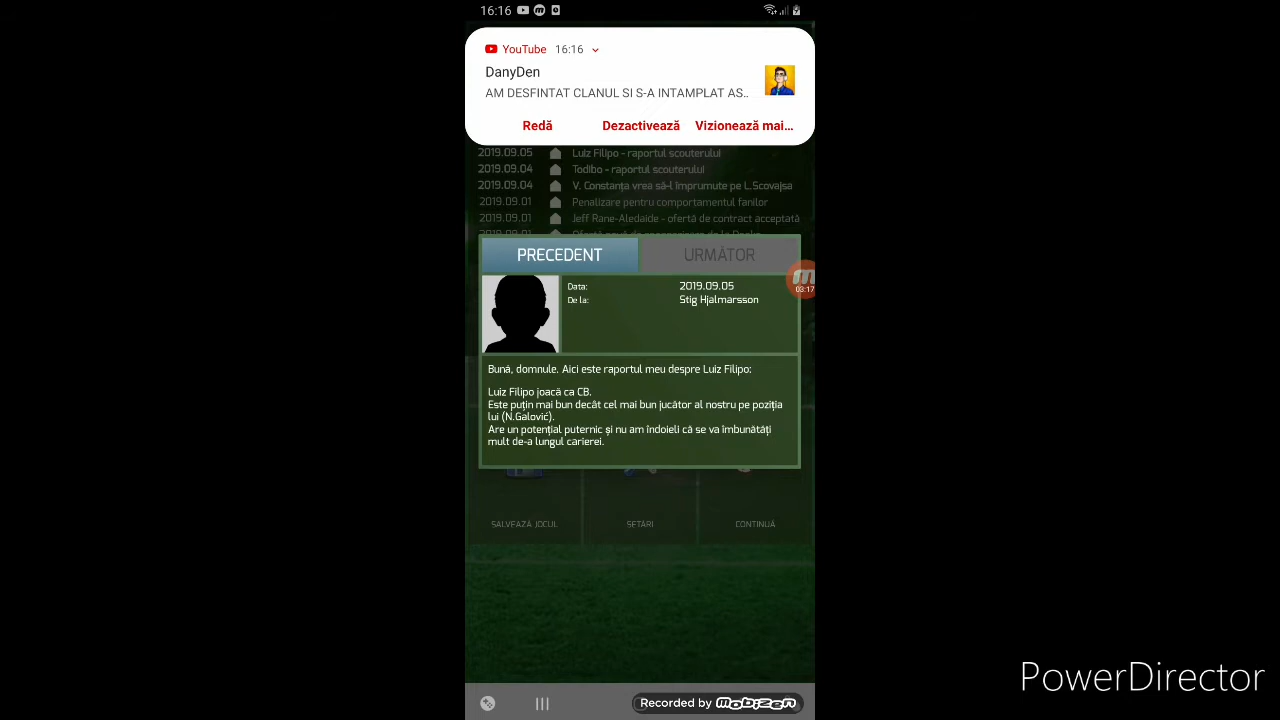 16:16
YouTube 16:16
DanyDen
AM DESFINTAT CLANUL SI S-A INTAMPLAT AS..
Redă Dezactivează Vizionează mai...
2019.09.05 Luiz Filipo - raportul scouterului
2019.09.04 Todibo - raportul scouterului
2019.09.04 V. Constanța vrea să-l împrumute pe L.Scovajsa
2019.09.01 Penalizare pentru comportamentul fanilor
2019.09.01 Jeff Rane-Aledaide - ofertă de contract acceptată
2019.09.01
PRECEDENT URMĂTOR
03:17
Data: 2019.09.05
De la: Stig Hjalmarsson
Bună, domnule. Aici este raportul meu despre Luiz Filipo:
Luiz Filipo joacă ca CB.
Este puțin mai bun decât cel mai bun jucător al nostru pe poziția
lui (N.Galović).
Are un potențial puternic și nu am îndoieli că se va îmbunătăți
mult de-a lungul carierei.
SALVEAZĂ JOCUL SETĂRI CONTINUĂ
PowerDirector
Recorded by mobizen